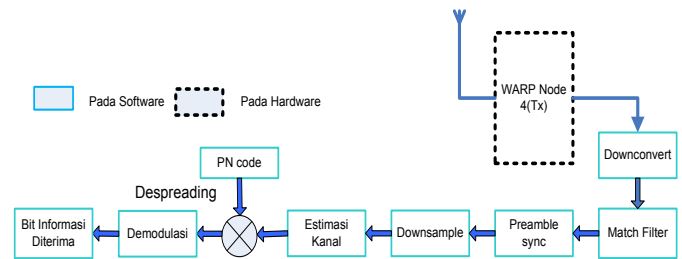 WARP Node
4(Tx)
Pada Software
Pada Hardware
Downconvert
PN code
Despreading
Bit Informasi
Diterima
Demodulasi
Estimasi
Kanal
Downsample
Preamble
sync
Match Filter